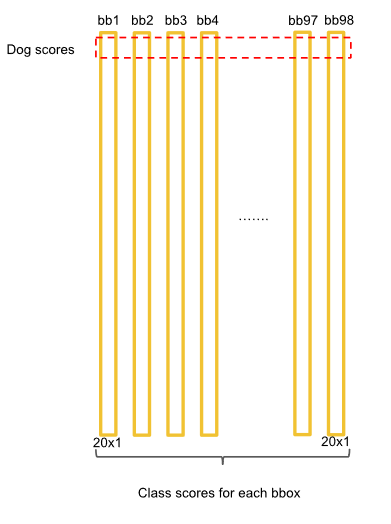 bb1 bb2 bb3 bb4 bb97 bb98
Dog scores
.......
20x1 20x1
Class scores for each bbox